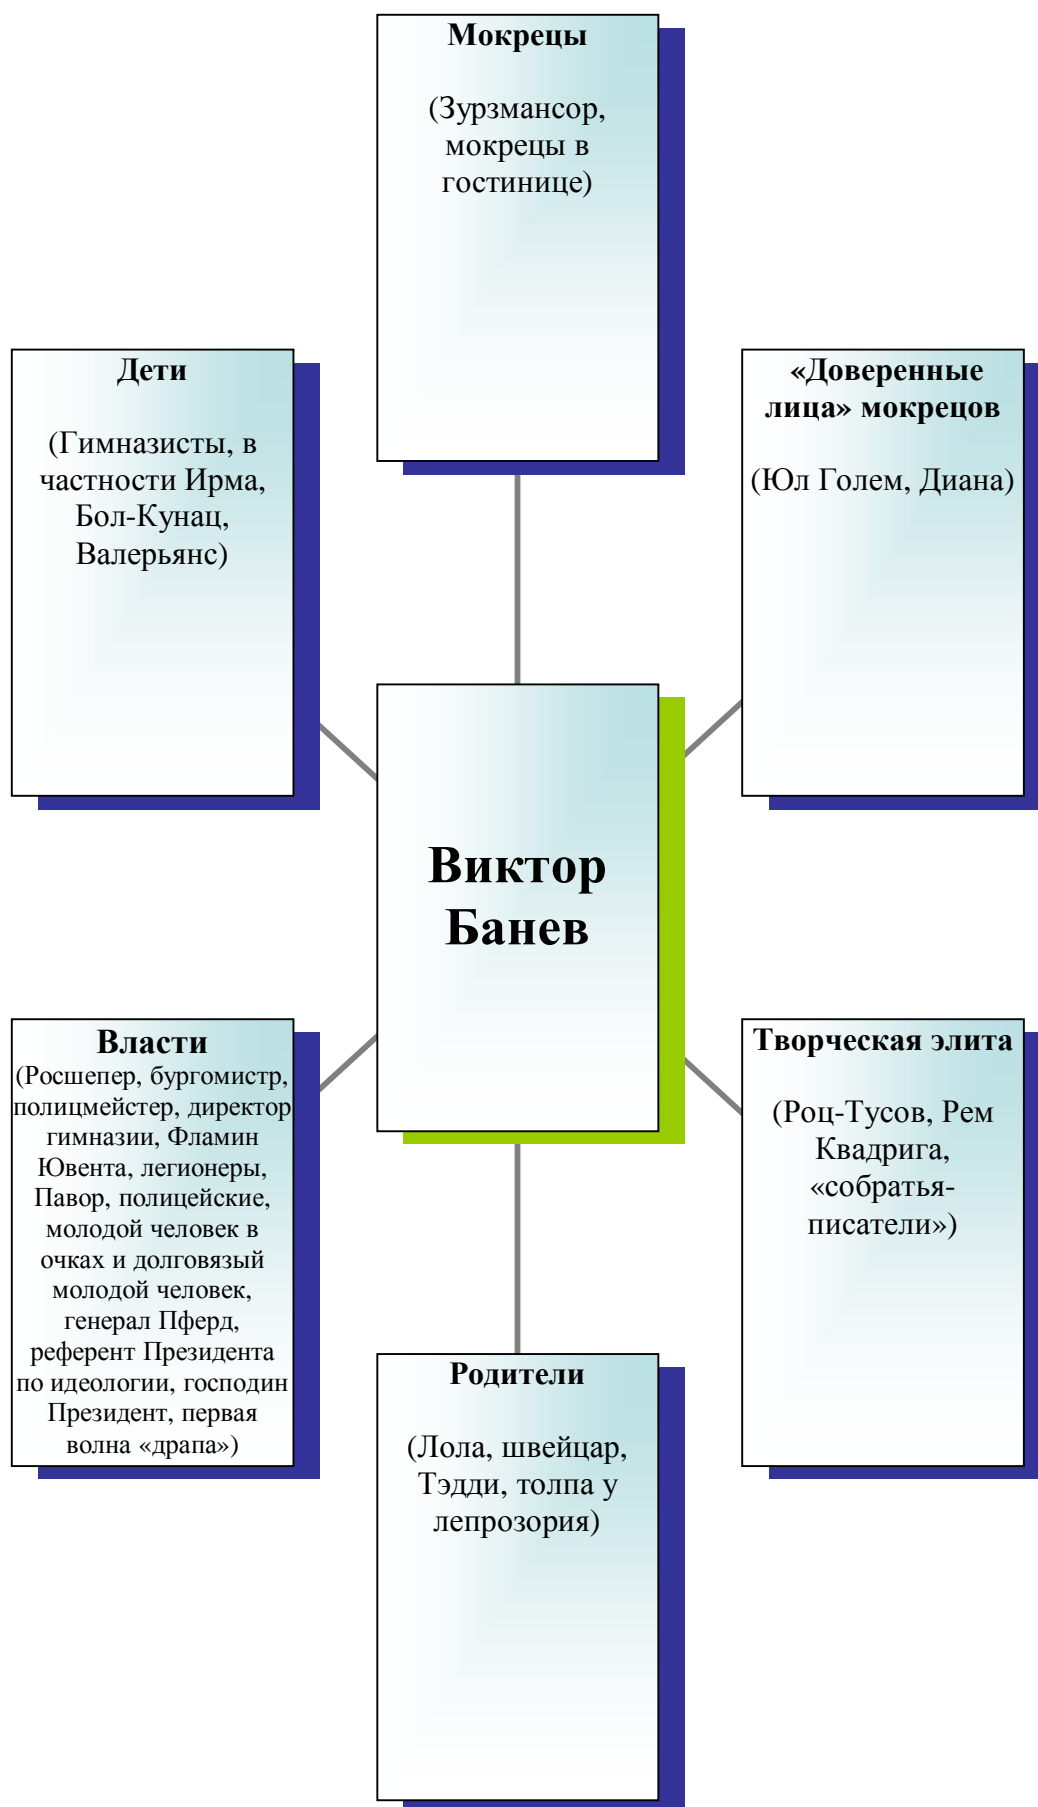 Мокрецы
(Зурзмансор,
мокрецы в
гостинице)
Дети
(Гимназисты, в
частности Ирма,
Бол-Кунац,
Валерьянс)
«Доверенные
лица» мокрецов
(Юл Голем, Диана)
Виктор
Банев
Власти
(Росшепер, бургомистр,
полицмейстер, директор
гимназии, Фламин
Ювента, легионеры,
Павор, полицейские,
молодой человек в
очках и долговязый
молодой человек,
генерал Пферд,
референт Президента
по идеологии, господин
Президент, первая
волна «драпа»)
Творческая элита
(Роц-Тусов, Рем
Квадрига,
«собратья-
писатели»)
Родители
(Лола, швейцар,
Тэдди, толпа у
лепрозория)